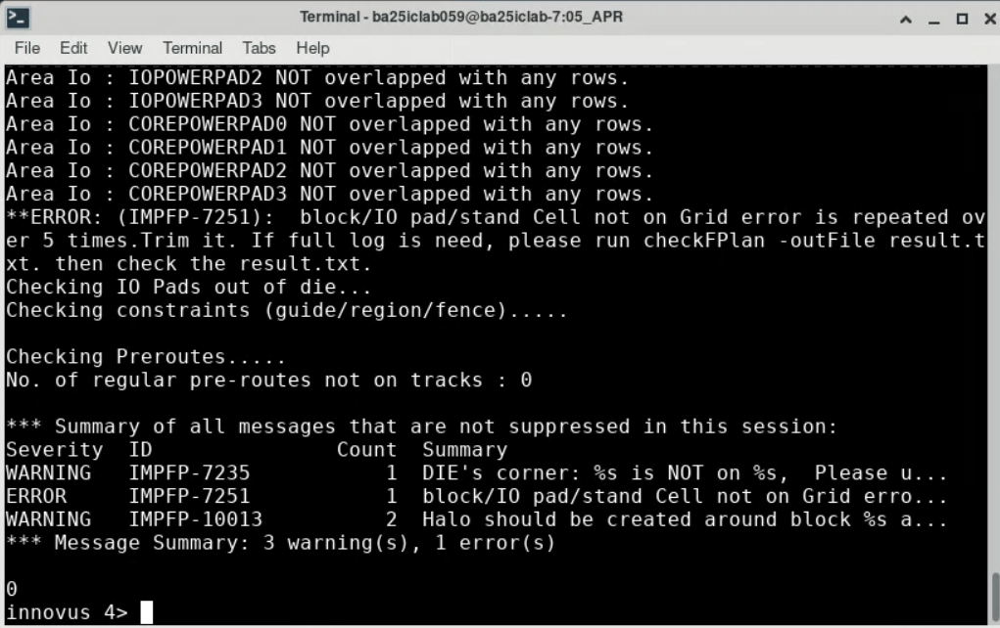 Terminal - ba25iclab059@ba25iclab-7:05_APR
File Edit View Terminal Tabs Help
Area Io : IOPOWERPAD2 NOT overlapped with any rows.
Area Io : IOPOWERPAD3 NOT overlapped with any rows.
Area Io : COREPOWERPAD0 NOT overlapped with any rows.
Area Io : COREPOWERPAD1 NOT overlapped with any rows.
Area Io : COREPOWERPAD2 NOT overlapped with any rows.
Area Io : COREPOWERPAD3 NOT overlapped with any rows.
**ERROR: (IMPFP-7251):  block/IO pad/stand Cell not on Grid error is repeated ov
er 5 times.Trim it. If full log is need, please run checkFPlan -outFile result.t
xt. then check the result.txt.
Checking IO Pads out of die...
Checking constraints (guide/region/fence).....
Checking Preroutes.....
No. of regular pre-routes not on tracks : 0
*** Summary of all messages that are not suppressed in this session:
Severity  ID               Count  Summary
WARNING   IMPFP-7235           1  DIE's corner: %s is NOT on %s,  Please u...
ERROR     IMPFP-7251           1  block/IO pad/stand Cell not on Grid erro...
WARNING   IMPFP-10013          2  Halo should be created around block %s a...
*** Message Summary: 3 warning(s), 1 error(s)
0
innovus 4>